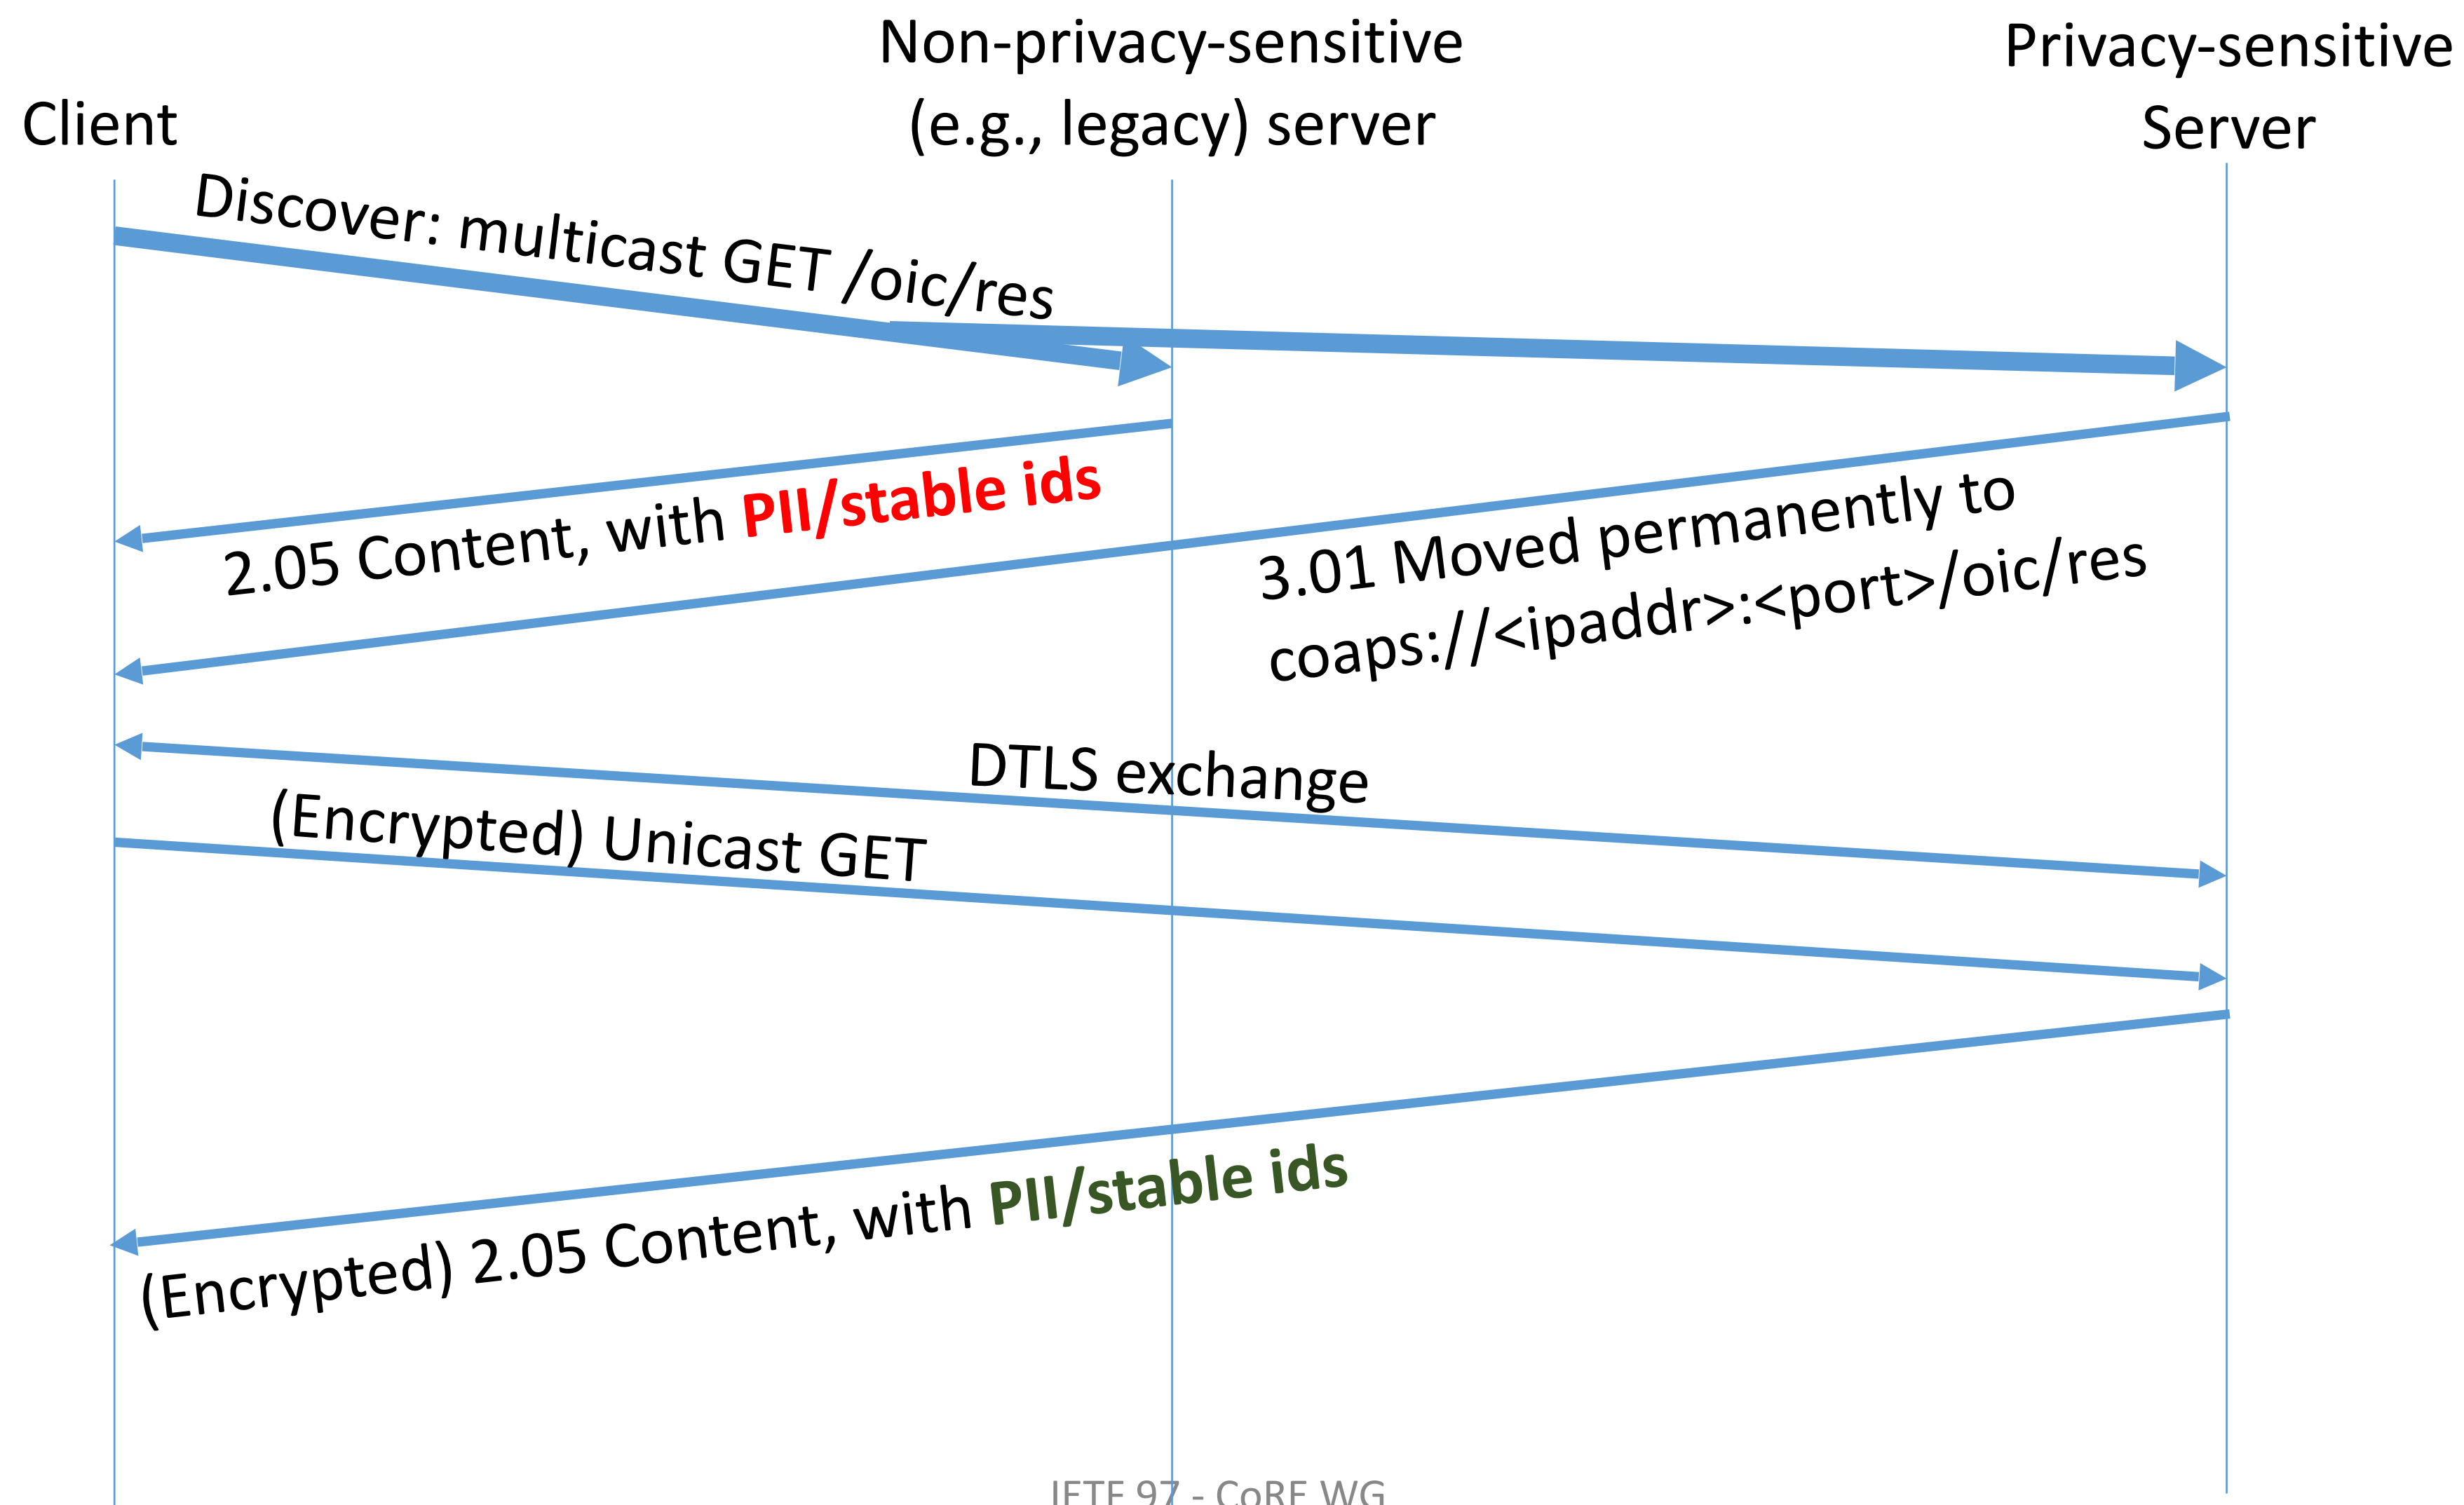 Non-privacy-sensitive
(e.g., legacy) server
Privacy-sensitive
Server
Client
Discover: multicast GET /oic/res
2.05 Content, with PII/stable ids
3.01 Moved permanently to
coaps://<ipaddr>:<port>/oic/res
DTLS exchange
(Encrypted) Unicast GET
(Encrypted) 2.05 Content, with PII/stable ids
IETF 97 - CoRE WG